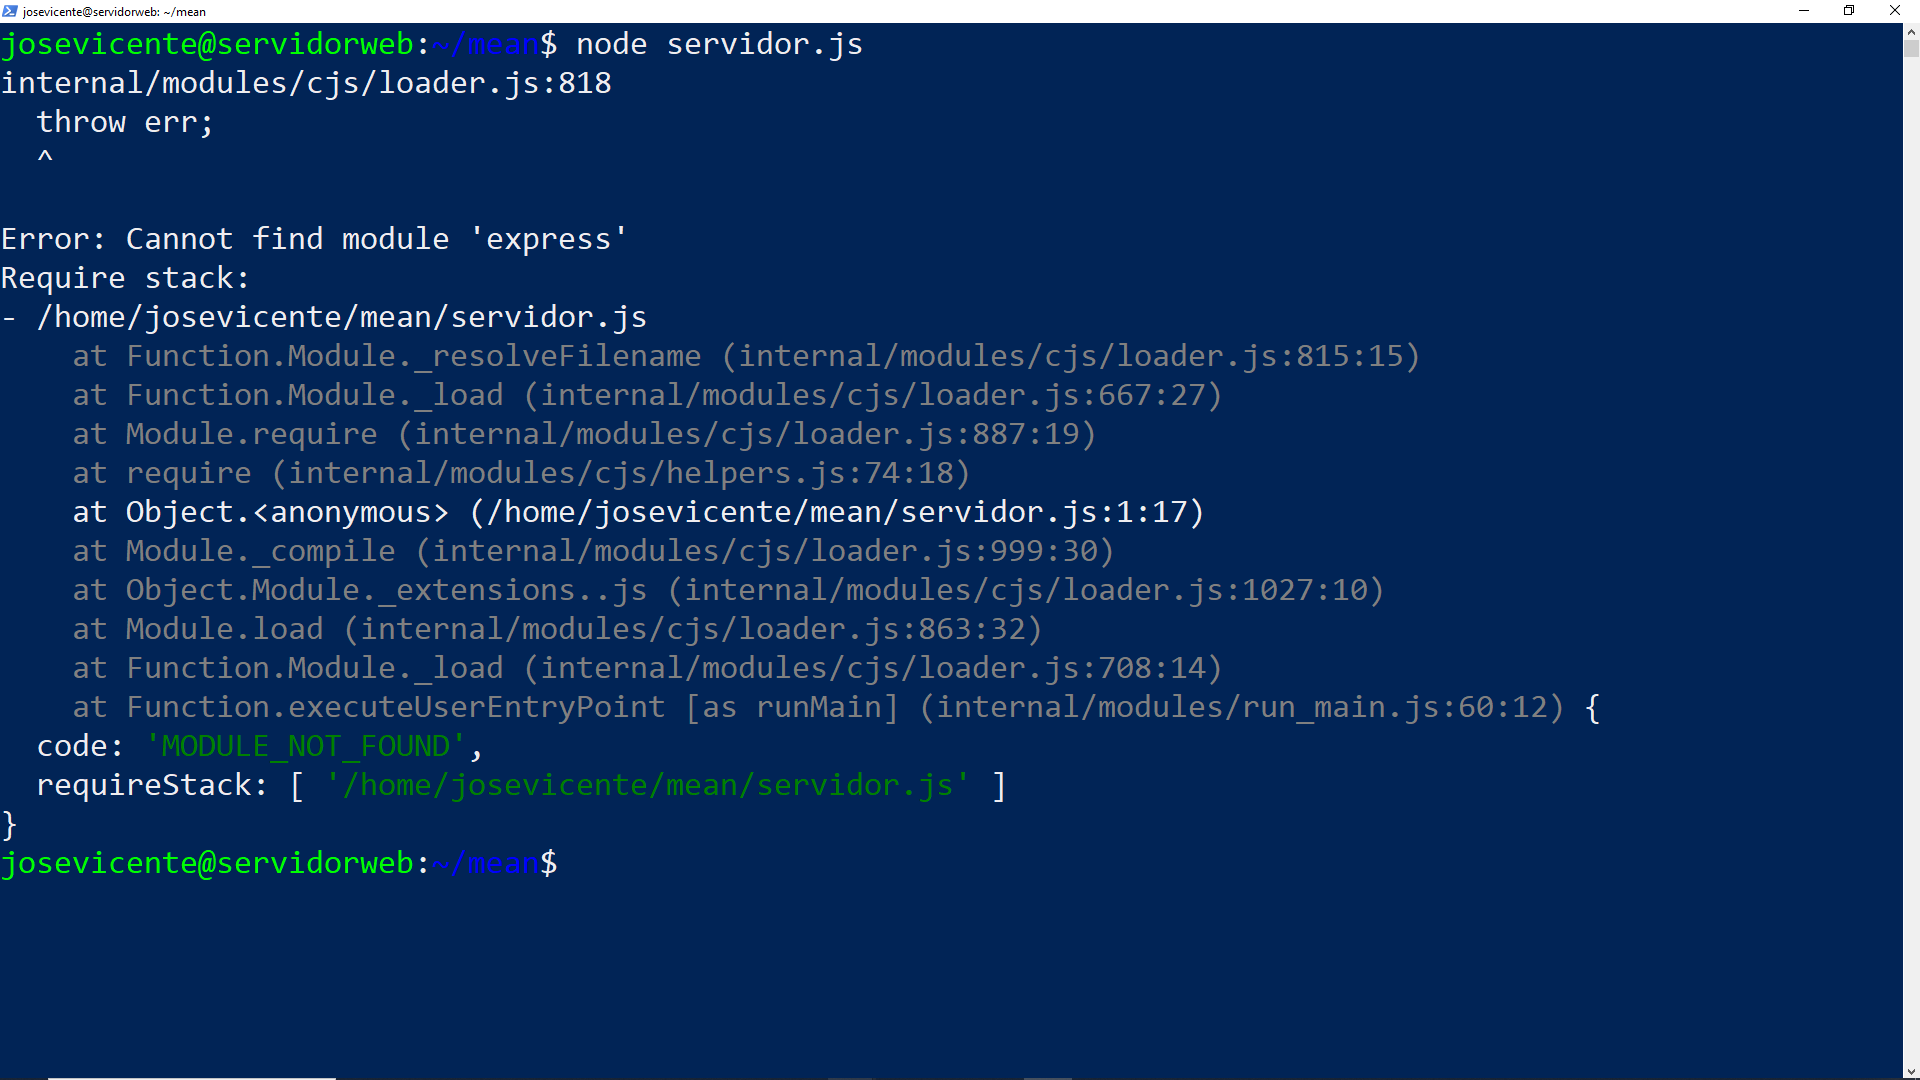 josevicente@servidorweb: ~/mean
josevicente@servidorweb:~/mean$ node servidor.js
internal/modules/cjs/loader.js:818
  throw err;
  ^

Error: Cannot find module 'express'
Require stack:
- /home/josevicente/mean/servidor.js
    at Function.Module._resolveFilename (internal/modules/cjs/loader.js:815:15)
    at Function.Module._load (internal/modules/cjs/loader.js:667:27)
    at Module.require (internal/modules/cjs/loader.js:887:19)
    at require (internal/modules/cjs/helpers.js:74:18)
    at Object.<anonymous> (/home/josevicente/mean/servidor.js:1:17)
    at Module._compile (internal/modules/cjs/loader.js:999:30)
    at Object.Module._extensions..js (internal/modules/cjs/loader.js:1027:10)
    at Module.load (internal/modules/cjs/loader.js:863:32)
    at Function.Module._load (internal/modules/cjs/loader.js:708:14)
    at Function.executeUserEntryPoint [as runMain] (internal/modules/run_main.js:60:12) {
  code: 'MODULE_NOT_FOUND',
  requireStack: [ '/home/josevicente/mean/servidor.js' ]
}
josevicente@servidorweb:~/mean$